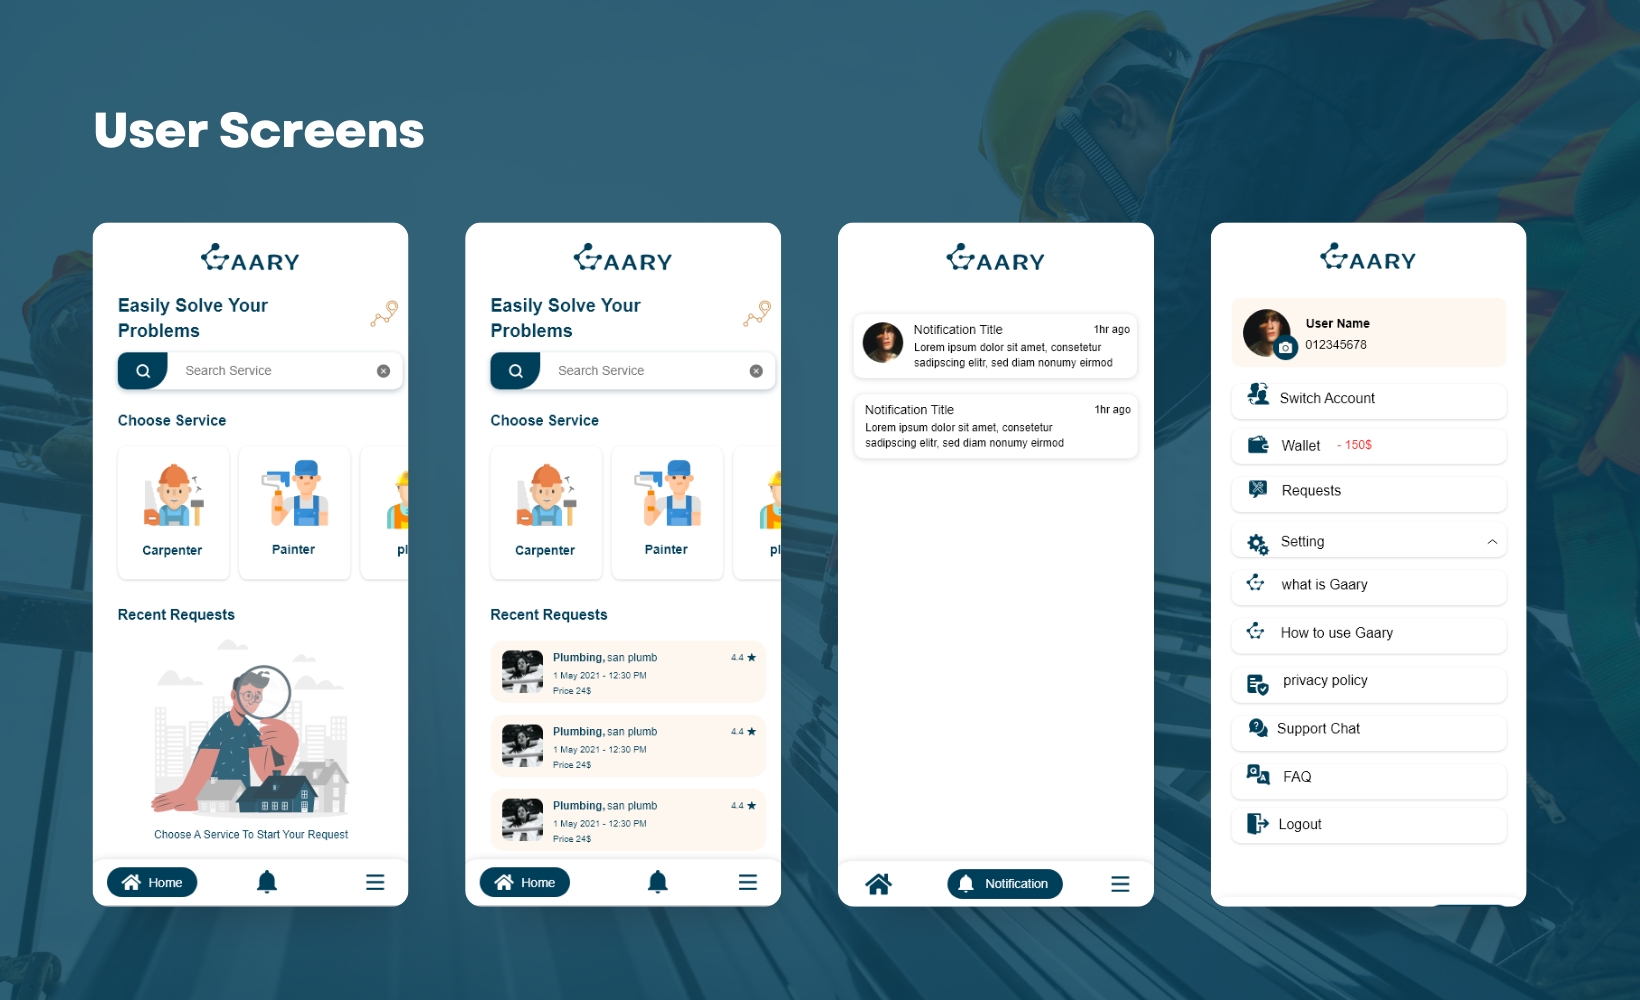 User Screens
GAARY
Easily Solve Your
Problems
Search Service
Choose Service
Carpenter
Painter
pl
Recent Requests
Choose A Service To Start Your Request
Home
GAARY
Easily Solve Your
Problems
Search Service
Choose Service
Carpenter
Painter
pl
Recent Requests
Plumbing, san plumb
4.4 ★
1 May 2021 - 12:30 PM
Price 24$
Plumbing, san plumb
4.4 ★
1 May 2021 - 12:30 PM
Price 24$
Plumbing, san plumb
4.4 ★
1 May 2021 - 12:30 PM
Price 24$
Home
GAARY
Notification Title
1hr ago
Lorem ipsum dolor sit amet, consetetur
sadipscing elitr, sed diam nonumy eirmod
Notification Title
1hr ago
Lorem ipsum dolor sit amet, consetetur
sadipscing elitr, sed diam nonumy eirmod
Notification
GAARY
User Name
012345678
Switch Account
Wallet - 150$
Requests
Setting
what is Gaary
How to use Gaary
privacy policy
Support Chat
Q A
FAQ
Logout